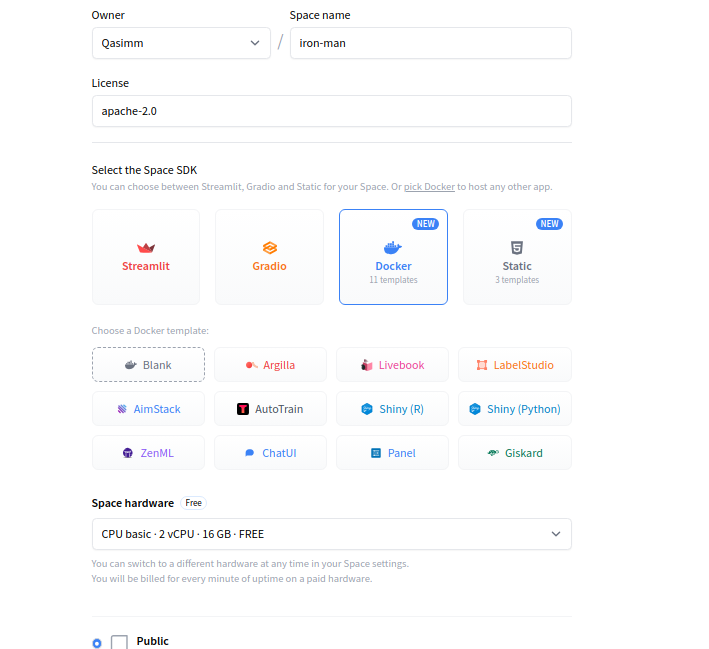 Owner
Space name
Qasimm / iron-man
License
apache-2.0
Select the Space SDK
You can choose between Streamlit, Gradio and Static for your Space. Or pick Docker to host any other app.
NEW
NEW
Streamlit
Gradio
Docker
Static
11 templates
3 templates
Choose a Docker template:
Blank
Argilla
Livebook
LabelStudio
AimStack
AutoTrain
Shiny (R)
Shiny (Python)
ZenML
ChatUI
Panel
Giskard
Space hardware Free
CPU basic · 2 vCPU · 16 GB · FREE
You can switch to a different hardware at any time in your Space settings.
You will be billed for every minute of uptime on a paid hardware.
Public